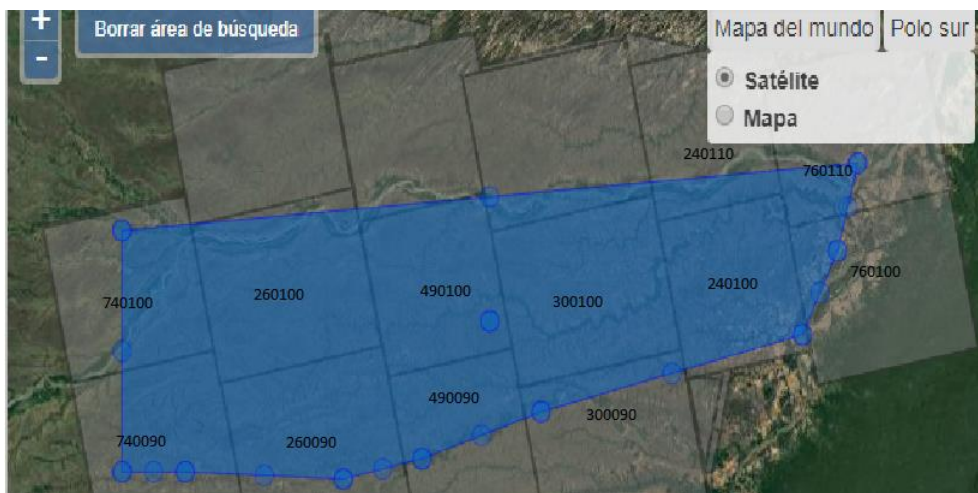 +
Borrar área de búsqueda
-
Mapa del mundo
Polo sur
Satélite
Mapa
240110
760110
740100
260100
490100
300100
240100
760100
740090
260090
490090
300090